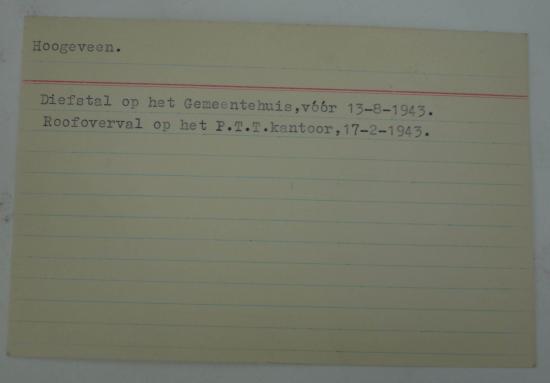 Hoogeveen.
Diefstal op het Gemeentehuis,vóór 13-8-1943.
Roofoverval op het P.T.T.kantoor,17-2-1943.